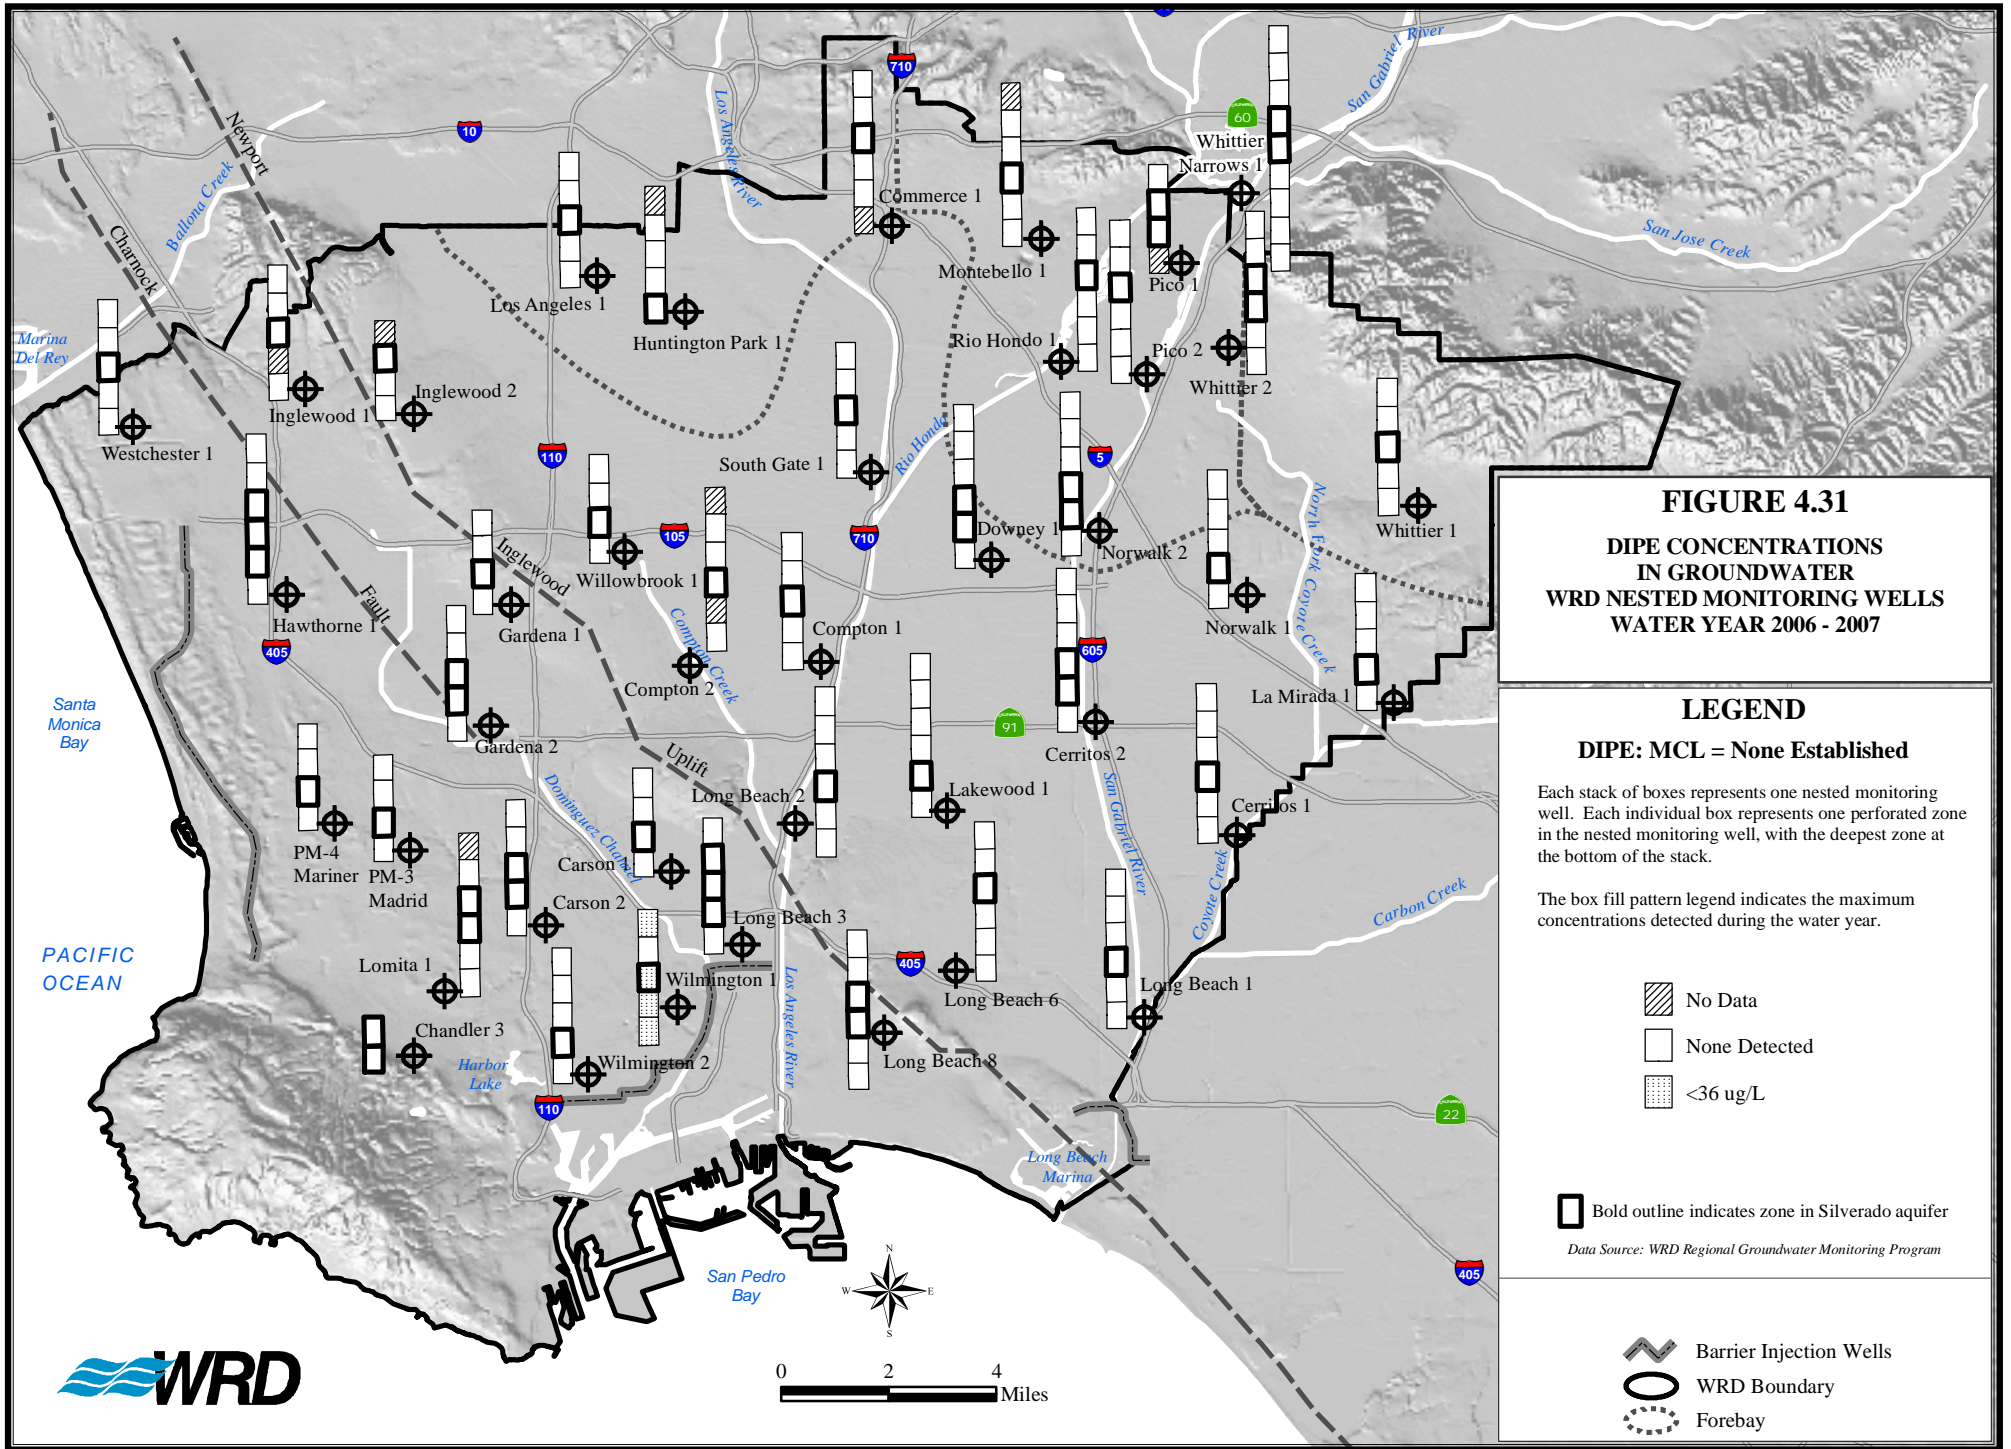 710
10
60
Newport
Ballona Creek
Charnock
Los Angeles River
San Gabriel River
San Jose Creek
Whittier
Narrows 1
Commerce 1
Montebello 1
Pico 1
Los Angeles 1
Huntington Park 1
Rio Hondo 1
Pico 2
Whittier 2
Marina
Del Rey
Inglewood 1
Inglewood 2
Westchester 1
110
South Gate 1
Rio Hondo
5
Whittier 1
105
710
Downey 1
Norwalk 2
North Fork Coyote Creek
Inglewood
Willowbrook 1
Fault
Hawthorne 1
Gardena 1
Compton Creek
Compton 1
Norwalk 1
405
605
Compton 2
La Mirada 1
Santa
Monica
Bay
Gardena 2
Uplift
91
Cerritos 2
Dominguez Channel
Long Beach 2
Lakewood 1
San Gabriel River
Cerritos 1
PM-4
Mariner
PM-3
Madrid
Carson 1
Carson 2
Long Beach 3
Coyote Creek
Carbon Creek
PACIFIC
OCEAN
Lomita 1
Wilmington 1
405
Long Beach 6
Long Beach 1
Los Angeles River
Chandler 3
Harbor
Lake
Wilmington 2
Long Beach 8
110
22
Long Beach
Marina
San Pedro
Bay
405
N
W
E
S
0 2 4
Miles
WRD
FIGURE 4.31
DIPE CONCENTRATIONS
IN GROUNDWATER
WRD NESTED MONITORING WELLS
WATER YEAR 2006 - 2007
LEGEND
DIPE: MCL = None Established
Each stack of boxes represents one nested monitoring
well. Each individual box represents one perforated zone
in the nested monitoring well, with the deepest zone at
the bottom of the stack.
The box fill pattern legend indicates the maximum
concentrations detected during the water year.
No Data
None Detected
<36 ug/L
Bold outline indicates zone in Silverado aquifer
Data Source: WRD Regional Groundwater Monitoring Program
Barrier Injection Wells
WRD Boundary
Forebay